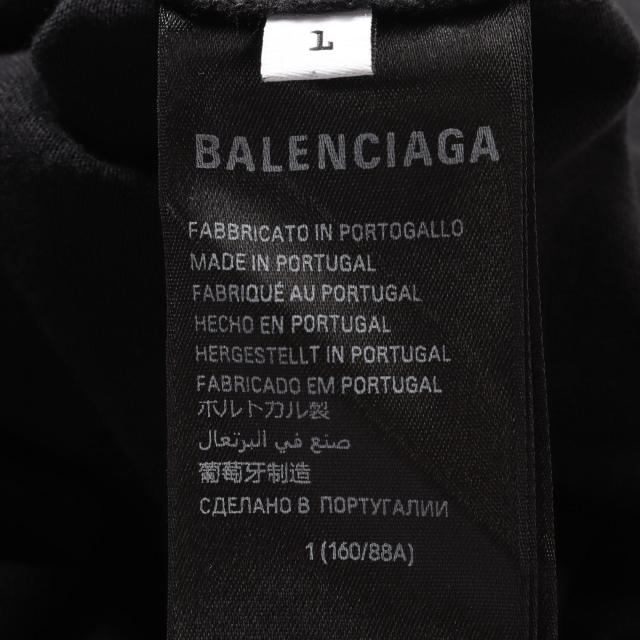 L
BALENCIAGA
FABBRICATO IN PORTOGALLO
MADE IN PORTUGAL
FABRIQUÉ AU PORTUGAL
HECHO EN PORTUGAL
HERGESTELLT IN PORTUGAL
FABRICADO EM PORTUGAL
ポルトガル製
صنع في البرتغال
葡萄牙制造
СДЕЛАНО В ПОРТУГАЛИИ
1 (160/88A)